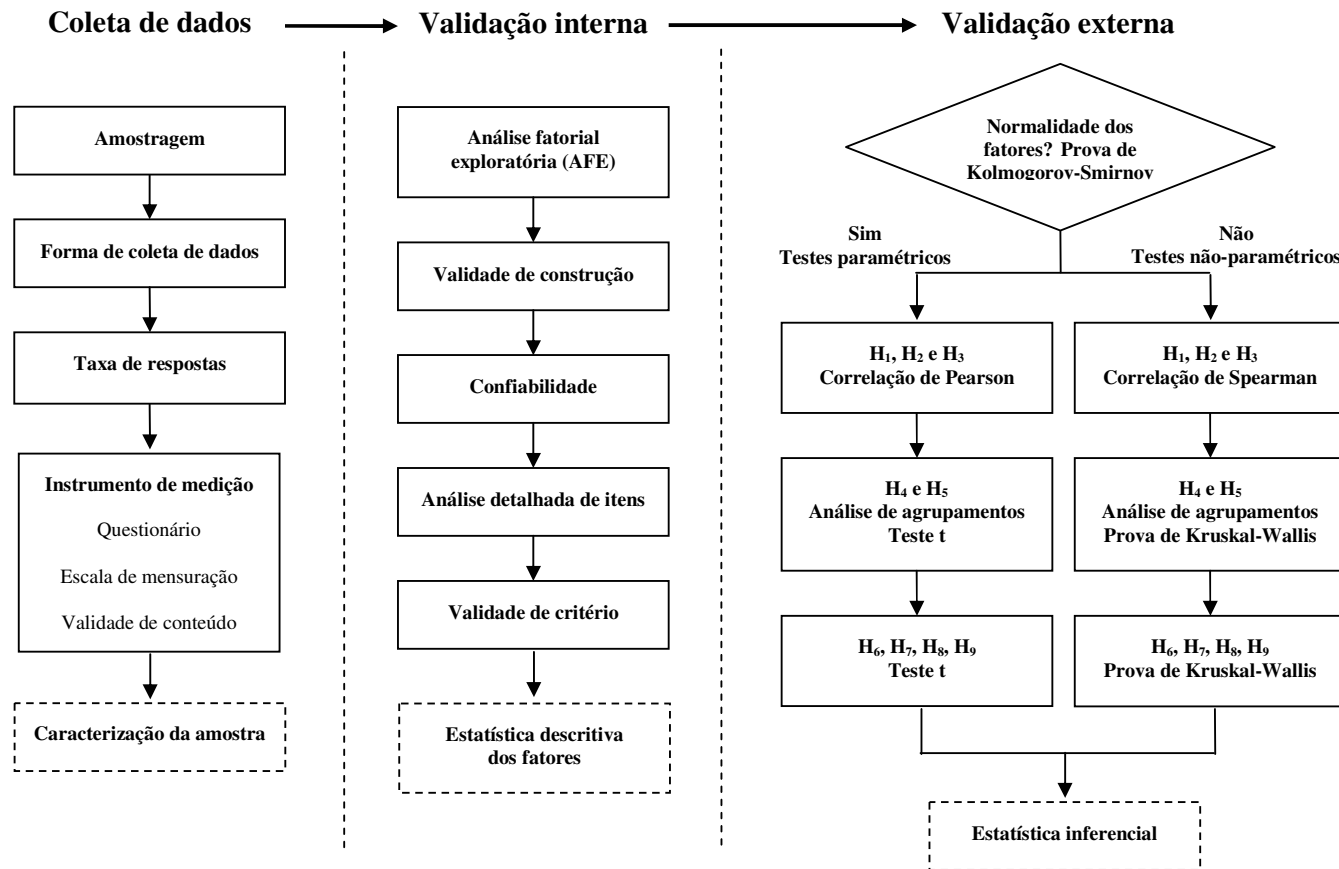 Coleta de dados
Validação interna
Validação externa
Amostragem
Forma de coleta de dados
Taxa de respostas
Instrumento de medição
Questionário
Escala de mensuração
Validade de conteúdo
Caracterização da amostra
Análise fatorial
exploratória (AFE)
Validade de construção
Confiabilidade
Análise detalhada de itens
Validade de critério
Estatística descritiva
dos fatores
Normalidade dos
fatores? Prova de
Kolmogorov-Smirnov
Sim
Testes paramétricos
Não
Testes não-paramétricos
H₁, H₂ e H₃
Correlação de Pearson
H₁, H₂ e H₃
Correlação de Spearman
H₄ e H₅
Análise de agrupamentos
Teste t
H₄ e H₅
Análise de agrupamentos
Prova de Kruskal-Wallis
H₆, H₇, H₈, H₉
Teste t
H₆, H₇, H₈, H₉
Prova de Kruskal-Wallis
Estatística inferencial